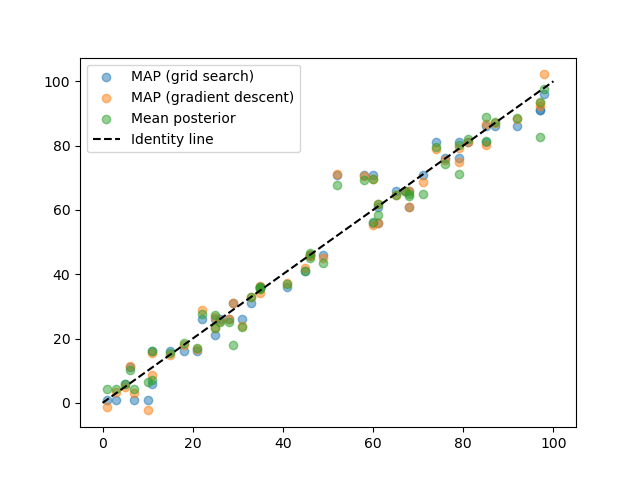 MAP (grid search)
MAP (gradient descent)
Mean posterior
Identity line
100
80
60
40
20
0
0 20 40 60 80 100